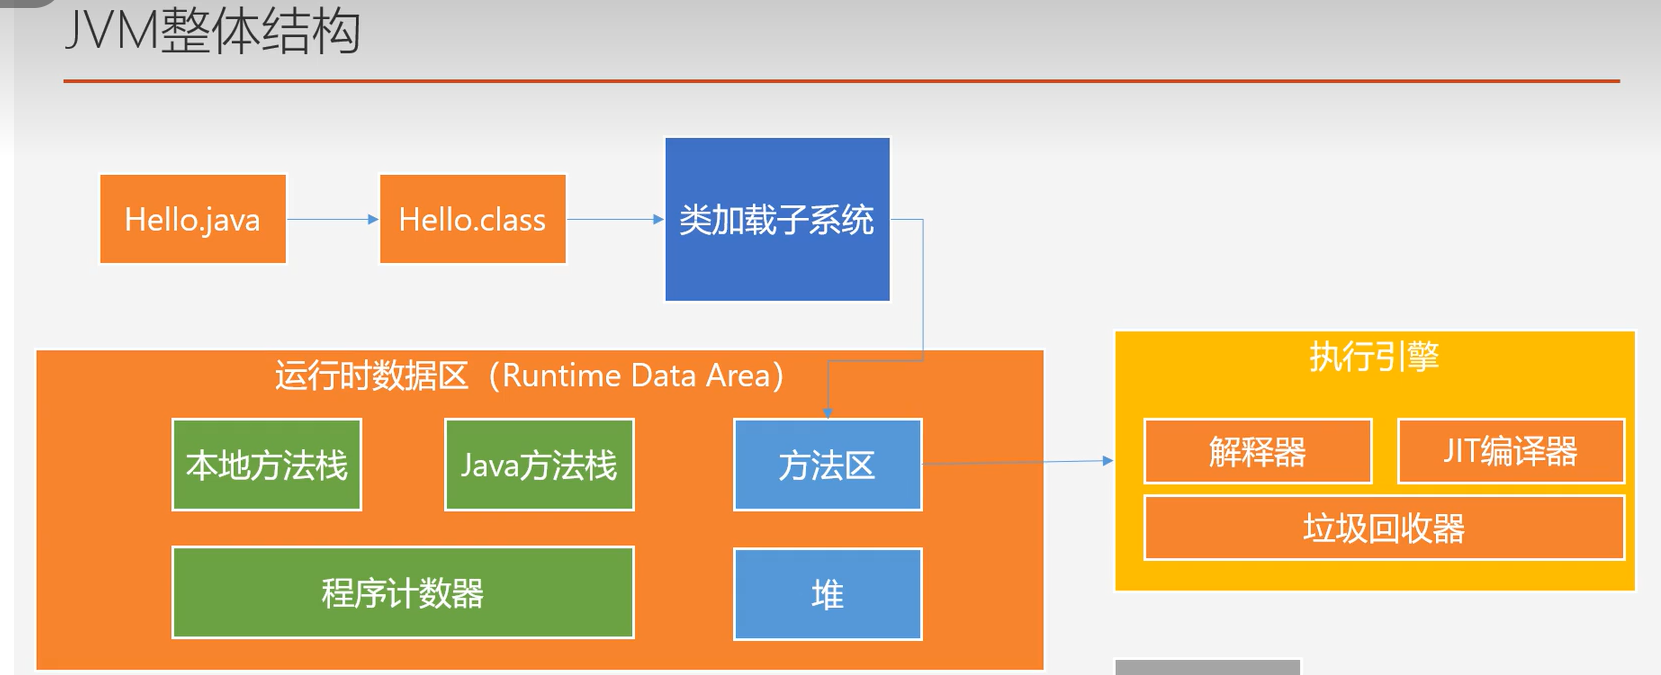 JVM整体结构
Hello.java
Hello.class
类加载子系统
运行时数据区（Runtime Data Area）
本地方法栈
Java方法栈
方法区
程序计数器
堆
执行引擎
解释器
JIT编译器
垃圾回收器